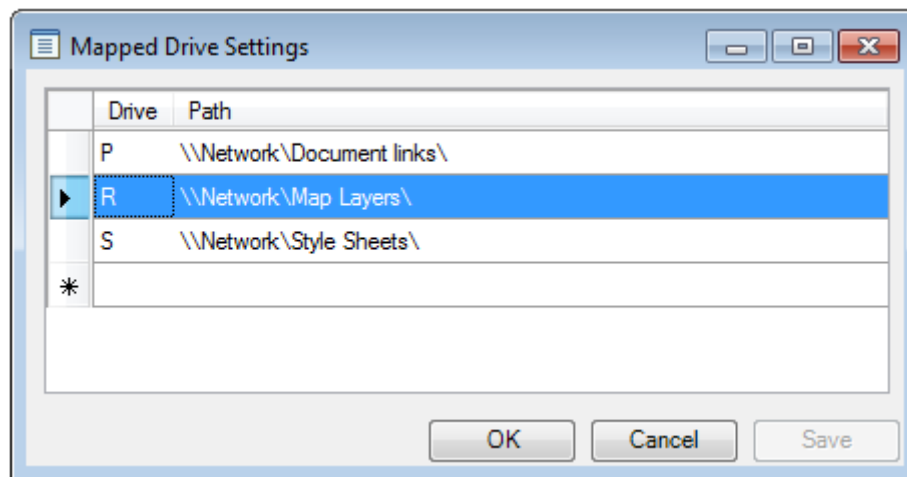 Mapped Drive Settings
Drive Path
P \\Network\Document links\
R \\Network\Map Layers\
S \\Network\Style Sheets\
OK Cancel Save